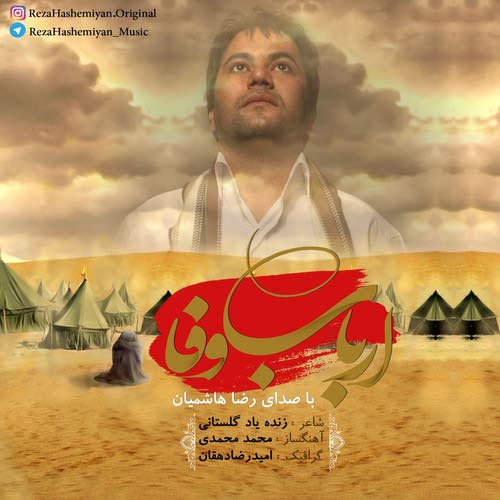 RezaHashemiyan.Original
RezaHashemiyan_Music
ارباب وفا
با صدای رضا هاشمیان
شاعر : زنده یاد گلستانی
آهنگساز : محمد محمدی
گرافیک : امیدرضادهقان